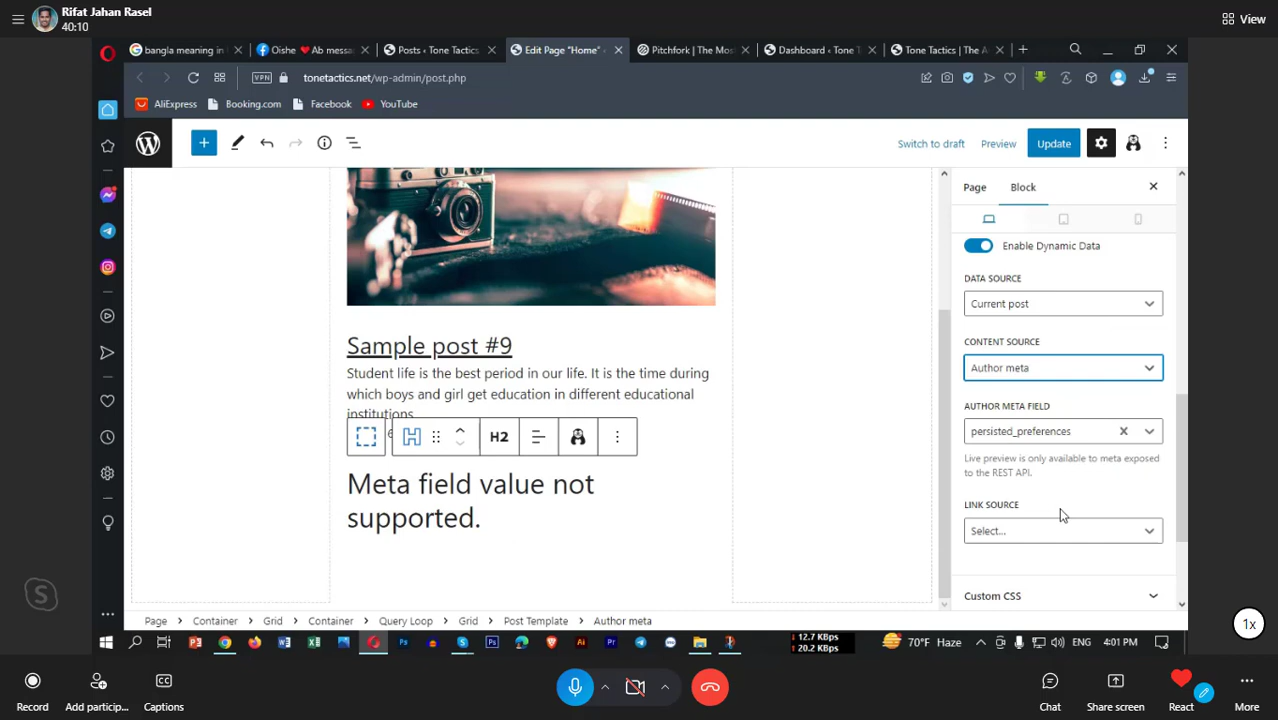 Rifat Jahan Rasel
40:10
View
bangla meaning in
Oishe ❤ Ab messa
Posts ‹ Tone Tactics
Edit Page "Home" ‹
Pitchfork | The Mos
Dashboard ‹ Tone T
Tone Tactics | The A
VPN
tonetactics.net/wp-admin/post.php
AliExpress
Booking.com
Facebook
YouTube
Switch to draft
Preview
Update
Page
Block
Enable Dynamic Data
DATA SOURCE
Current post
CONTENT SOURCE
Author meta
AUTHOR META FIELD
persisted_preferences
Live preview is only available to meta exposed
to the REST API.
LINK SOURCE
Select...
Custom CSS
Sample post #9
Student life is the best period in our life. It is the time during
which boys and girl get education in different educational
institutions
H2
Meta field value not
supported.
Page > Container > Grid > Container > Query Loop > Grid > Post Template > Author meta
12.7 KBps
20.2 KBps
70°F Haze
ENG
4:01 PM
1x
Record
Add particip...
Captions
Chat
Share screen
React
More